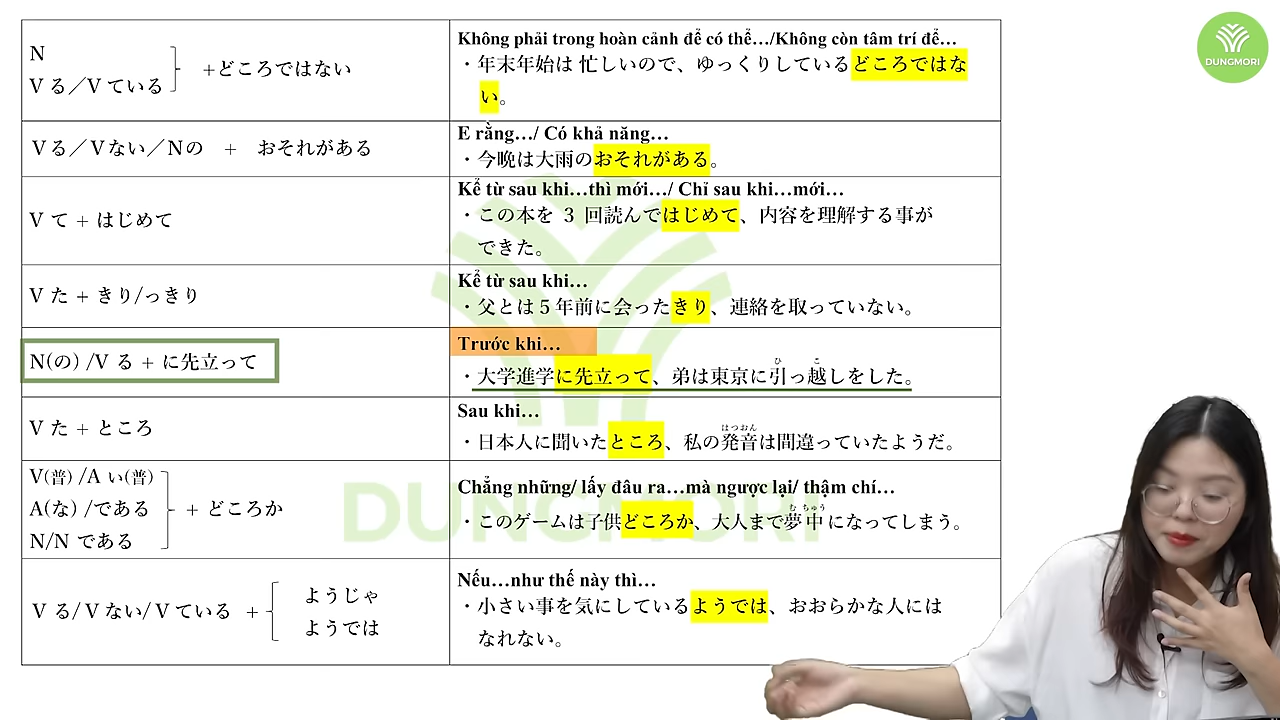 N
Vる／Vている
+どころではない
Không phải trong hoàn cảnh để có thể…/Không còn tâm trí để…
・年末年始は 忙しいので、ゆっくりしているどころではな
い。
Vる／Vない／Nの + おそれがある
E rằng…/ Có khả năng…
・今晩は大雨のおそれがある。
Vて + はじめて
Kể từ sau khi…thì mới…/ Chỉ sau khi…mới…
・この本を 3 回読んではじめて、内容を理解する事が
できた。
Vた + きり/っきり
Kể từ sau khi…
・父とは5年前に会ったきり、連絡を取っていない。
N(の) /V る + に先立って
Trước khi…
ひ こ
・大学進学に先立って、弟は東京に引っ越しをした。
Vた + ところ
Sau khi…
はつおん
・日本人に聞いたところ、私の発音は間違っていたようだ。
V(普) /A い(普)
A(な) /である
N/N である
+ どころか
Chẳng những/ lấy đâu ra…mà ngược lại/ thậm chí…
む ちゅう
・このゲームは子供どころか、大人まで夢中になってしまう。
V る/V ない/V ている +
ようじゃ
ようでは
Nếu…như thế này thì…
・小さい事を気にしているようでは、おおらかな人には
なれない。
DUNGMORI
DUNGMORI